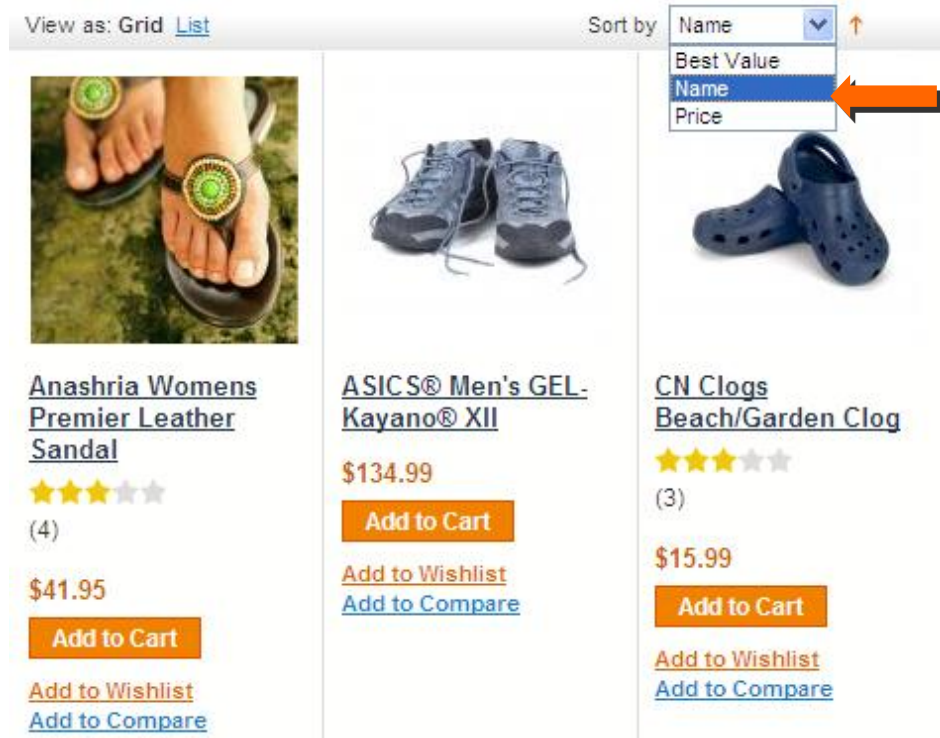 View as: Grid List
Sort by Name
Best Value
Name
Price
Anashria Womens
Premier Leather
Sandal
(4)
$41.95
Add to Cart
Add to Wishlist
Add to Compare
ASICS® Men's GEL-
Kayano® XII
$134.99
Add to Cart
Add to Wishlist
Add to Compare
CN Clogs
Beach/Garden Clog
(3)
$15.99
Add to Cart
Add to Wishlist
Add to Compare